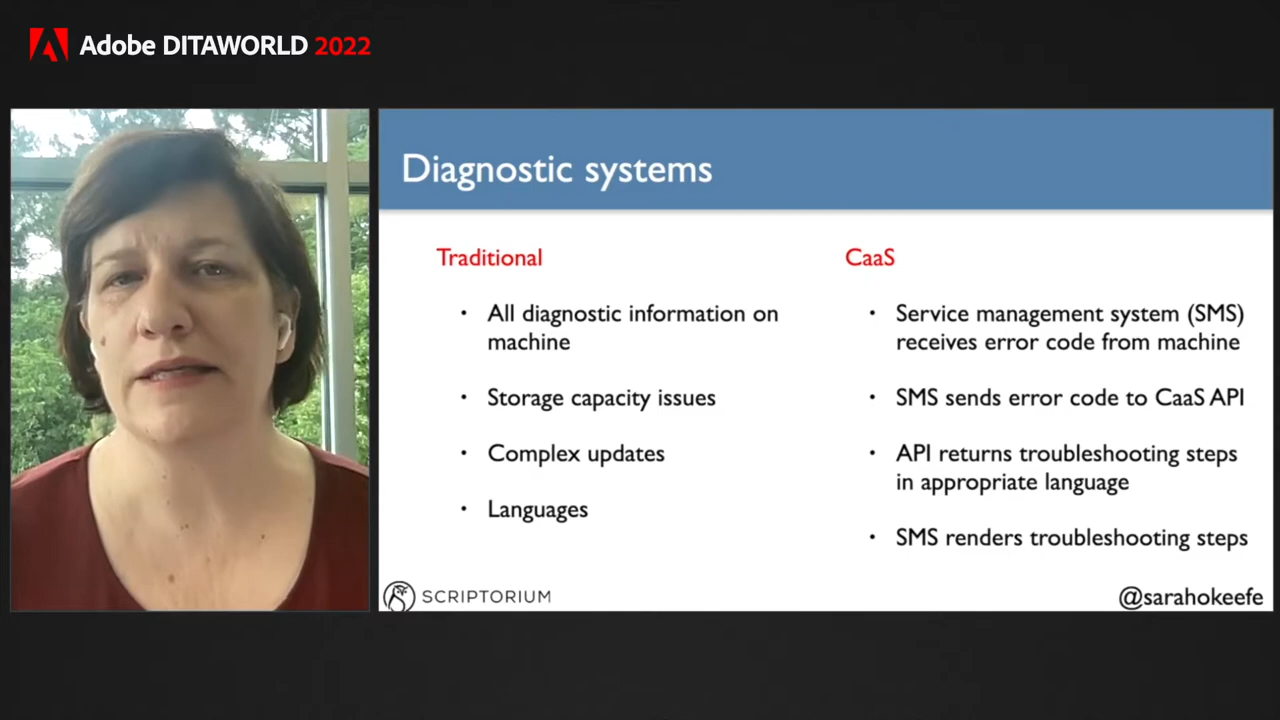 Adobe DITAWORLD 2022
Diagnostic systems
Traditional
• All diagnostic information on
machine
• Storage capacity issues
• Complex updates
• Languages
CaaS
• Service management system (SMS)
receives error code from machine
• SMS sends error code to CaaS API
• API returns troubleshooting steps
in appropriate language
• SMS renders troubleshooting steps
SCRIPTORIUM
@sarahokeefe